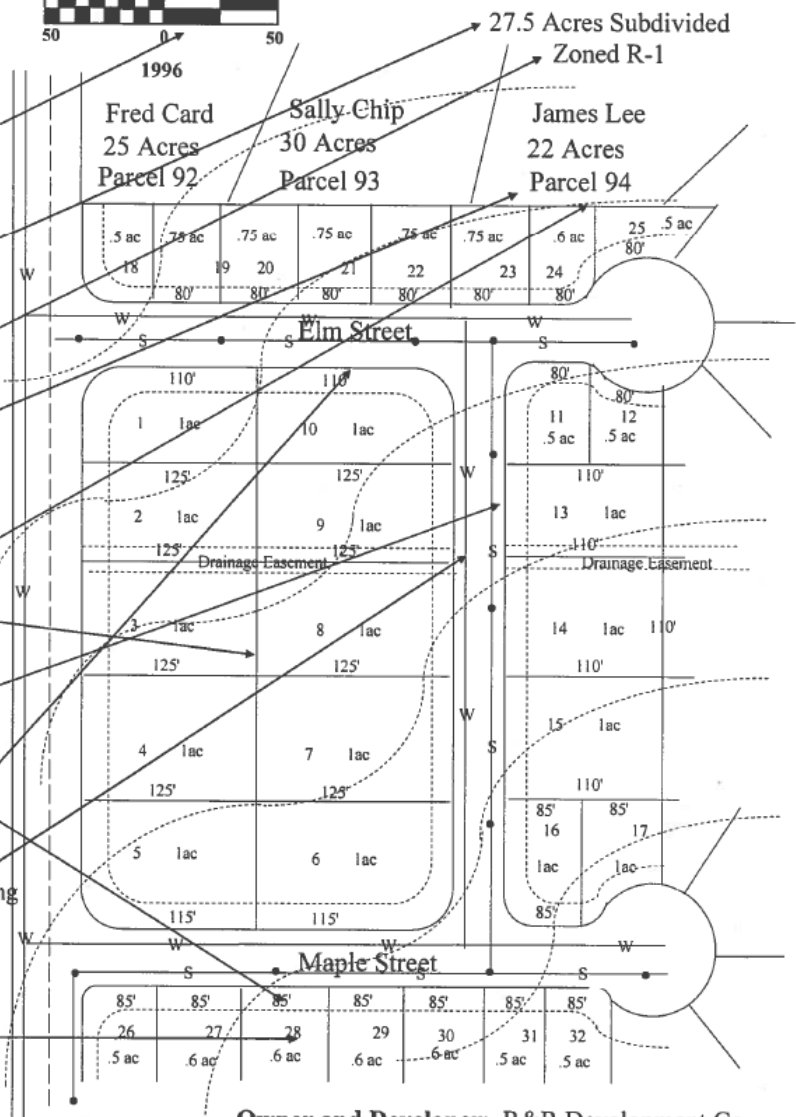 50 0 50
1996
27.5 Acres Subdivided
Zoned R-1
Fred Card
25 Acres
Parcel 92
Sally Chip
30 Acres
Parcel 93
James Lee
22 Acres
Parcel 94
.5 ac .75 ac .75 ac .75 ac .75 ac .75 ac .6 ac 25 .5 ac
18 19 20 21 22 23 24 80'
80' 80' 80' 80' 80' 80'
W
W W W
Elm Street
S S S
110' 110' 80' 80'
1 1ac 10 1ac 11 12
.5 ac .5 ac
125' 125' W 110'
2 1ac 9 1ac 13 1ac
125' 125' S 110'
Drainage Easement Drainage Easement
W
3 1ac 8 1ac 14 1ac 110'
125' 125' 110'
W
15 1ac
4 1ac 7 1ac S
125' 125' 110'
85' 85'
16 17
5 1ac 6 1ac 1ac 1ac
ng
115' 115' 85'
W W W W
Maple Street
S S S
85' 85' 85' 85' 85' 85' 85'
26 27 28 29 30 31 32
.5 ac .6 ac .6 ac .6 ac .6 ac .5 ac .5 ac